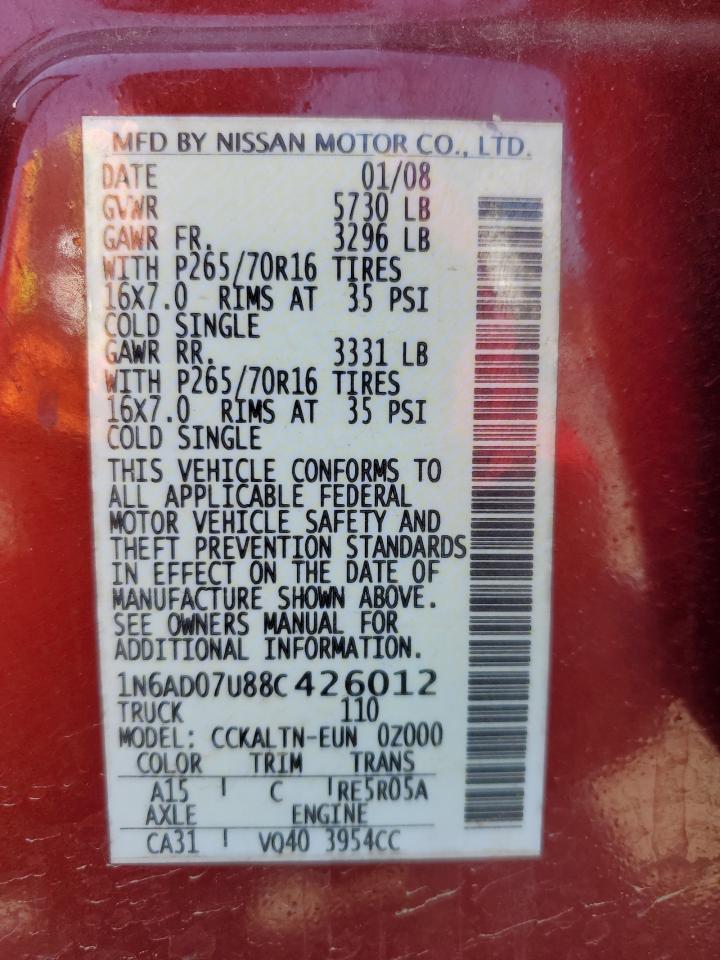 MFD BY NISSAN MOTOR CO., LTD.
DATE 01/08
GVWR 5730 LB
GAWR FR. 3296 LB
WITH P265/70R16 TIRES
16X7.0 RIMS AT 35 PSI
COLD SINGLE
GAWR RR. 3331 LB
WITH P265/70R16 TIRES
16X7.0 RIMS AT 35 PSI
COLD SINGLE
THIS VEHICLE CONFORMS TO
ALL APPLICABLE FEDERAL
MOTOR VEHICLE SAFETY AND
THEFT PREVENTION STANDARDS
IN EFFECT ON THE DATE OF
MANUFACTURE SHOWN ABOVE.
SEE OWNERS MANUAL FOR
ADDITIONAL INFORMATION.
1N6AD07U88C426012
TRUCK 110
MODEL: CCKALTN-EUN 0Z000
COLOR TRIM TRANS
A15 C RE5R05A
AXLE ENGINE
CA31 VQ40 3954CC